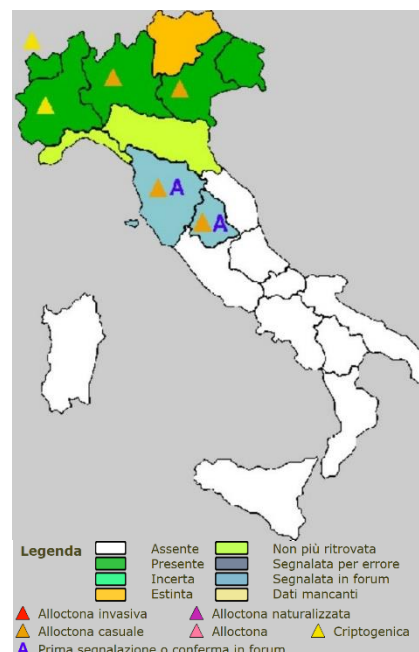 A
A
Legenda
Assente Non più ritrovata
Presente Segnalata per errore
Incerta Segnalata in forum
Estinta Dati mancanti
Alloctona invasiva Alloctona naturalizzata
Alloctona casuale Alloctona Criptogenica
A Prima segnalazione o conferma in forum